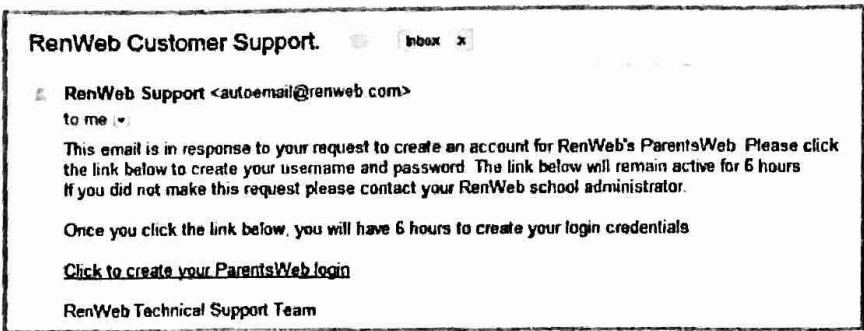 RenWeb Customer Support. Inbox x
RenWeb Support <autoemail@renweb com>
to me
This email is in response to your request to create an account for RenWeb's ParentsWeb Please click
the link below to create your username and password The link below will remain active for 6 hours
If you did not make this request please contact your RenWeb school administrator.
Once you click the link below, you will have 6 hours to create your login credentials
Click to create your ParentsWeb login
RenWeb Technical Support Team